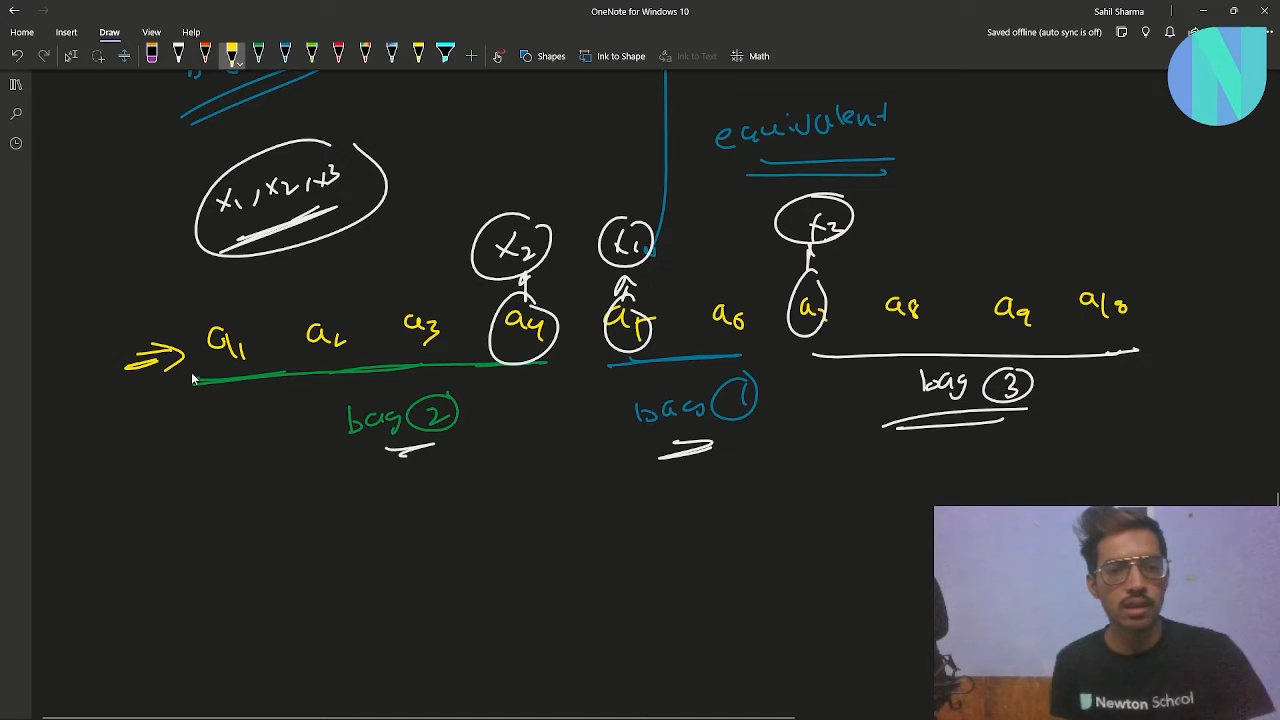 OneNote for Windows 10
Sahil Sharma
Home Insert Draw View Help
Saved offline (auto sync is off)
Shapes Ink to Shape Ink to Text Math
equivalent
x1, x2, x3
x2 x1
a1 a2 a3 a4 a5 a6 a7 a8 a9 a10
bag 2 bag 1 bag 3
Newton School